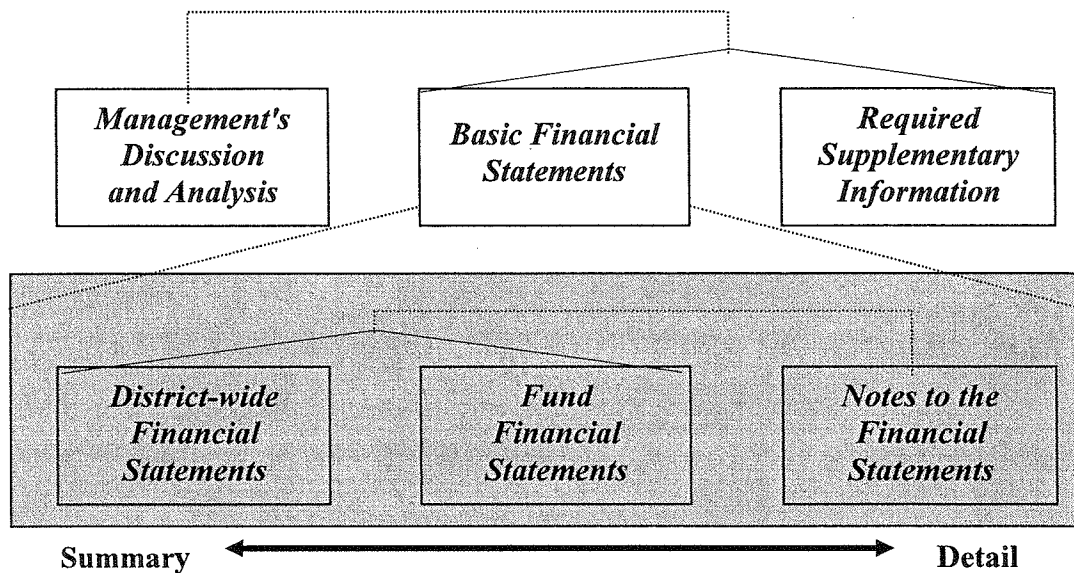 Management's
Discussion
and Analysis
Basic Financial
Statements
Required
Supplementary
Information
District-wide
Financial
Statements
Fund
Financial
Statements
Notes to the
Financial
Statements
Summary
Detail